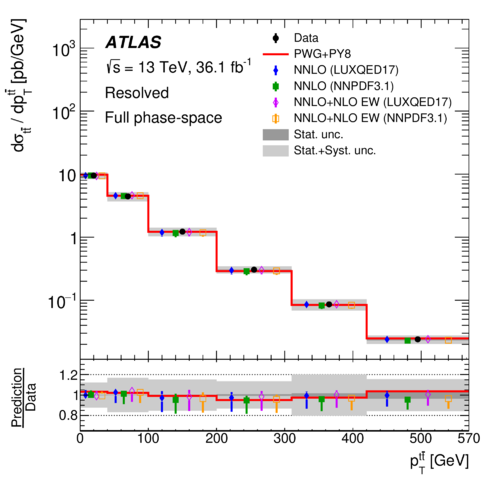 ATLAS
√s = 13 TeV, 36.1 fb⁻¹
Resolved
Full phase-space
Data
PWG+PY8
NNLO (LUXQED17)
NNLO (NNPDF3.1)
NNLO+NLO EW (LUXQED17)
NNLO+NLO EW (NNPDF3.1)
Stat. unc.
Stat.+Syst. unc.
dσ_tt̄ / dp_T^tt̄ [pb/GeV]
10³
10²
10
1
10⁻¹
Prediction
Data
1.2
1
0.8
0 100 200 300 400 500 570
p_T^tt̄ [GeV]